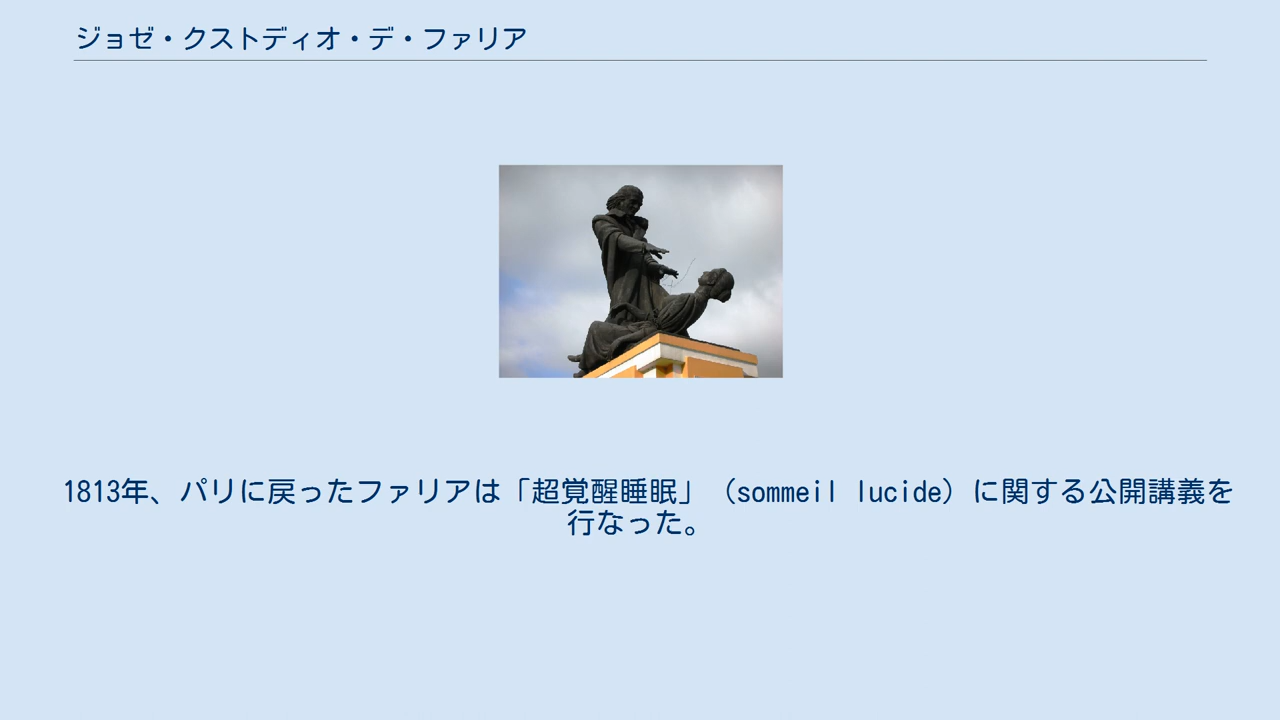 ジョゼ・クストディオ・デ・ファリア
1813年、パリに戻ったファリアは「超覚醒睡眠」（sommeil lucide）に関する公開講義を
行なった。